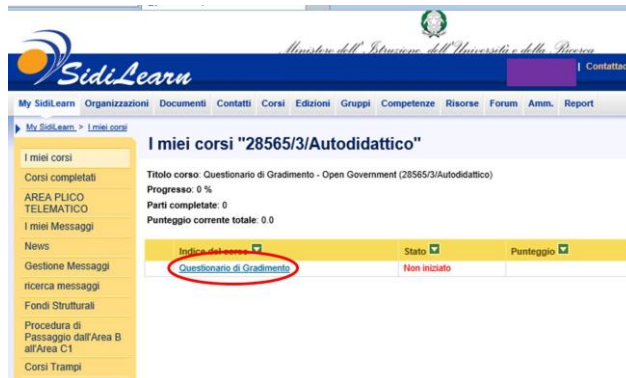 Ministero dell'Istruzione dell'Università e della Ricerca
SidiLearn
| Contattac
My SidiLearn Organizzazioni Documenti Contatti Corsi Edizioni Gruppi Competenze Risorse Forum Amm. Report
My SidiLearn > I miei corsi
I miei corsi
Corsi completati
AREA PLICO
TELEMATICO
I miei Messaggi
News
Gestione Messaggi
ricerca messaggi
Fondi Strutturali
Procedura di
Passaggio dall'Area B
all'Area C1
Corsi Trampi
I miei corsi "28565/3/Autodidattico"
Titolo corso: Questionario di Gradimento - Open Government (28565/3/Autodidattico)
Progresso: 0 %
Parti completate: 0
Punteggio corrente totale: 0.0
Indice del corso Stato Punteggio
Questionario di Gradimento Non iniziato